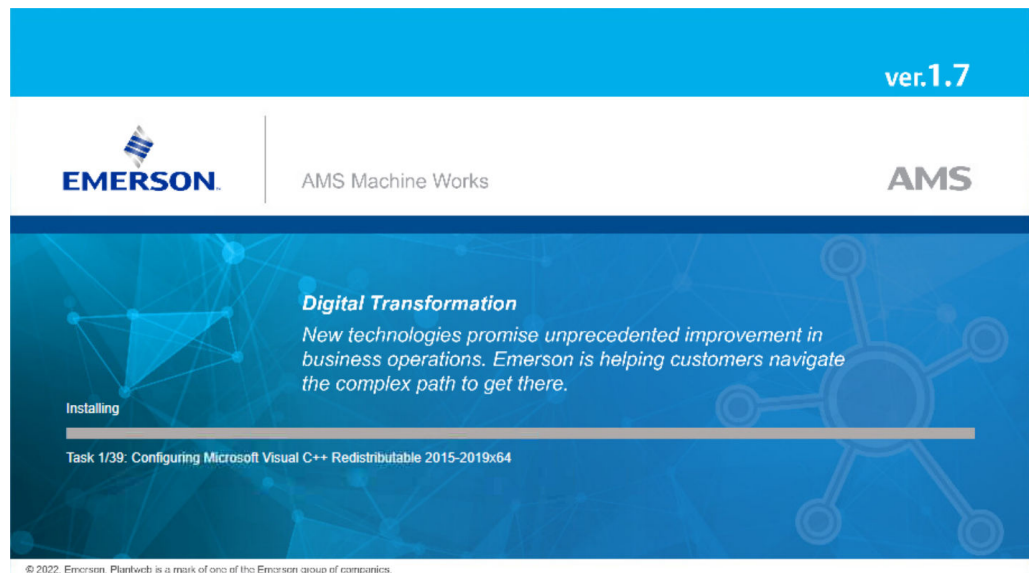 ver.1.7
EMERSON™
AMS Machine Works
AMS
Digital Transformation
New technologies promise unprecedented improvement in
business operations. Emerson is helping customers navigate
the complex path to get there.
Installing
Task 1/39: Configuring Microsoft Visual C++ Redistributable 2015-2019x64
© 2022. Emerson. Plantweb is a mark of one of the Emerson group of companies.